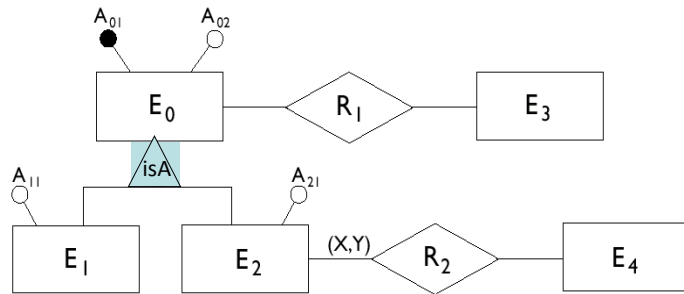 A₀₁ A₀₂
E₀ R₁ E₃
isA
A₁₁ A₂₁
E₁ E₂ (X,Y) R₂ E₄